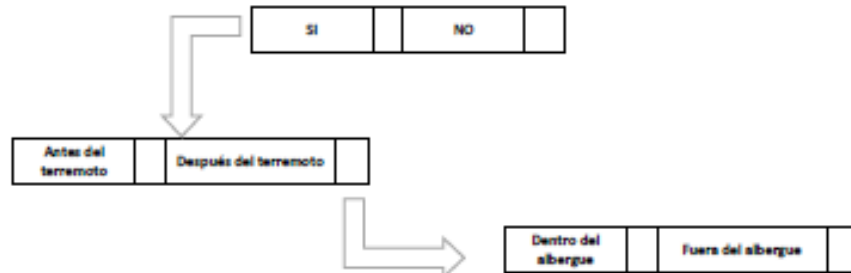 SI NO
Antes del
terremoto
Después del terremoto
Dentro del
albergue
Fuera del albergue